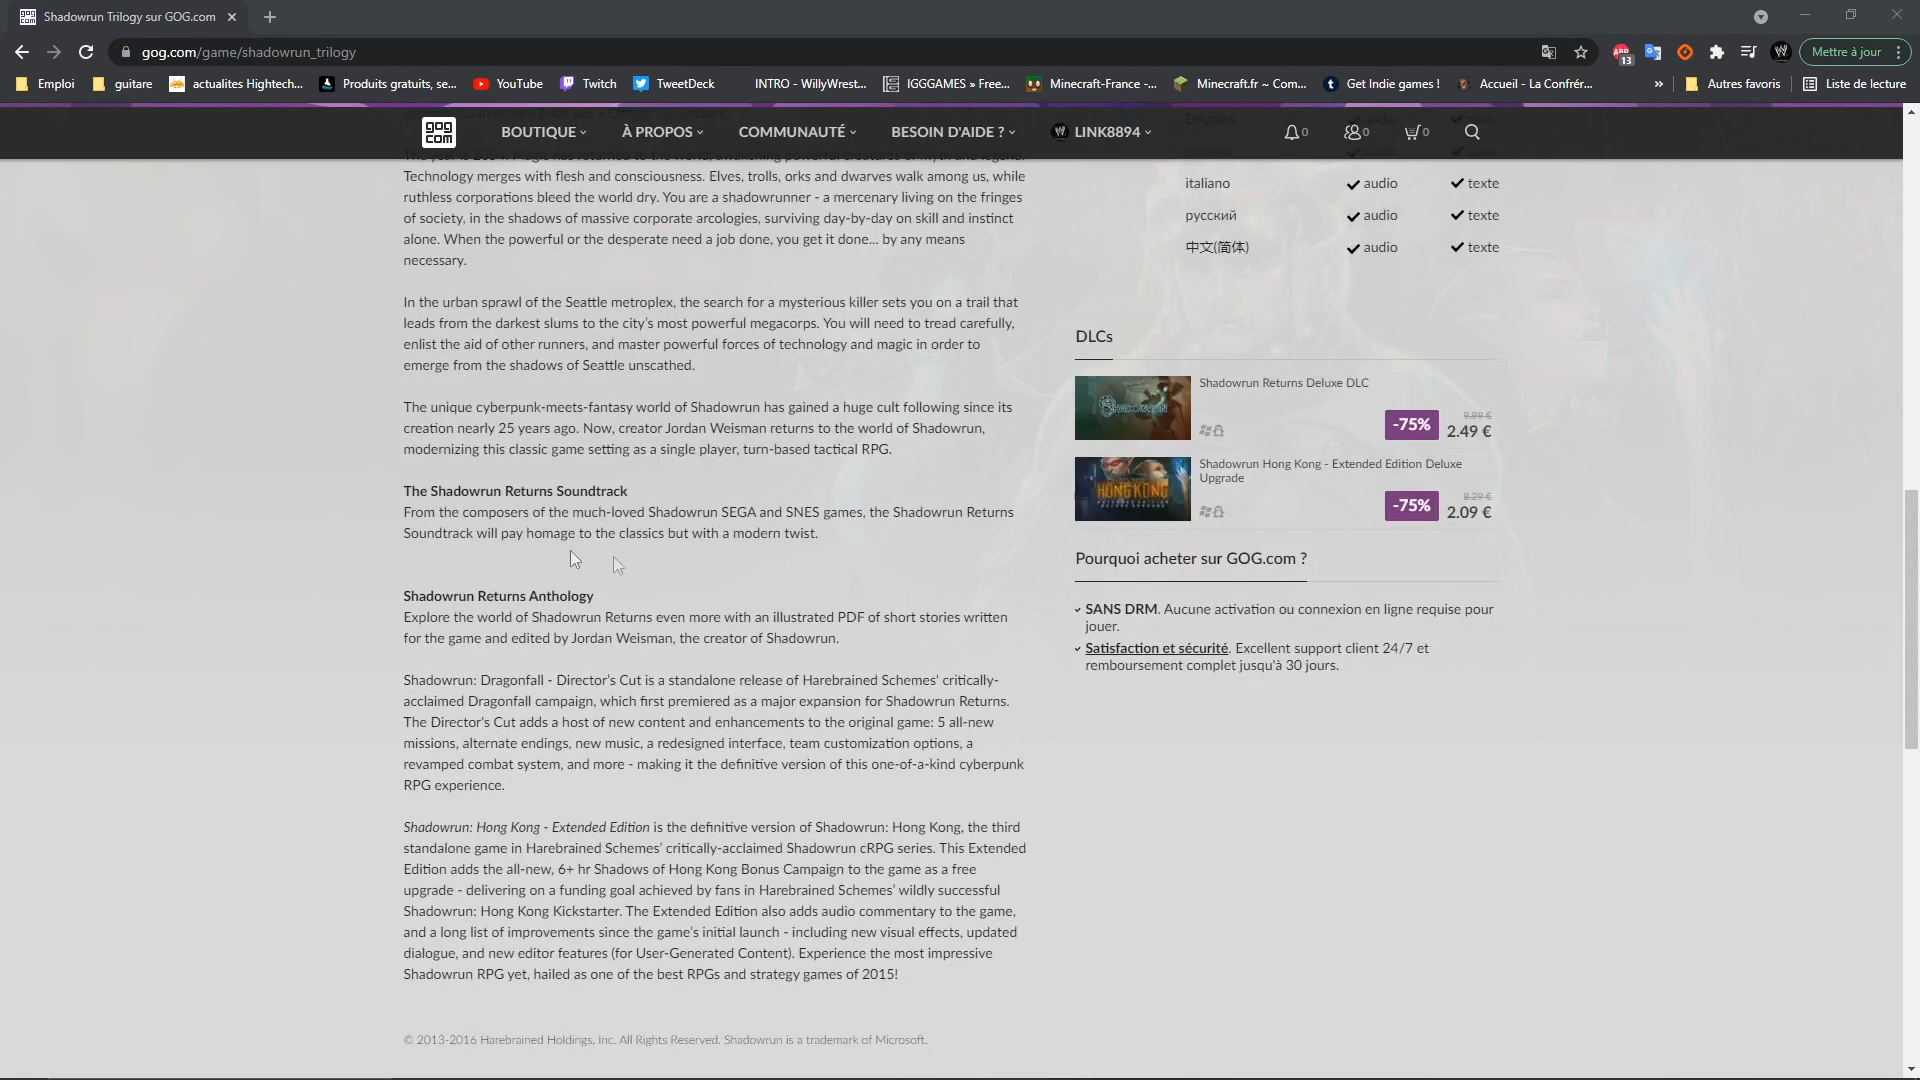 Shadowrun Trilogy sur GOG.com
gog.com/game/shadowrun_trilogy
13
Mettre à jour
Emploi
guitare
actualites Hightech...
Produits gratuits, se...
YouTube
Twitch
TweetDeck
INTRO - WillyWrest...
IGGGAMES » Free...
Minecraft-France -...
Minecraft.fr ~ Com...
Get Indie games !
Accueil - La Confrér...
»
Autres favoris
Liste de lecture
gog com
BOUTIQUE
À PROPOS
COMMUNAUTÉ
BESOIN D'AIDE ?
LINK8894
0
0
0
Technology merges with flesh and consciousness. Elves, trolls, orks and dwarves walk among us, while
ruthless corporations bleed the world dry. You are a shadowrunner - a mercenary living on the fringes
of society, in the shadows of massive corporate arcologies, surviving day-by-day on skill and instinct
alone. When the powerful or the desperate need a job done, you get it done... by any means
necessary.
In the urban sprawl of the Seattle metroplex, the search for a mysterious killer sets you on a trail that
leads from the darkest slums to the city's most powerful megacorps. You will need to tread carefully,
enlist the aid of other runners, and master powerful forces of technology and magic in order to
emerge from the shadows of Seattle unscathed.
The unique cyberpunk-meets-fantasy world of Shadowrun has gained a huge cult following since its
creation nearly 25 years ago. Now, creator Jordan Weisman returns to the world of Shadowrun,
modernizing this classic game setting as a single player, turn-based tactical RPG.
The Shadowrun Returns Soundtrack
From the composers of the much-loved Shadowrun SEGA and SNES games, the Shadowrun Returns
Soundtrack will pay homage to the classics but with a modern twist.
Shadowrun Returns Anthology
Explore the world of Shadowrun Returns even more with an illustrated PDF of short stories written
for the game and edited by Jordan Weisman, the creator of Shadowrun.
Shadowrun: Dragonfall - Director's Cut is a standalone release of Harebrained Schemes' critically-
acclaimed Dragonfall campaign, which first premiered as a major expansion for Shadowrun Returns.
The Director's Cut adds a host of new content and enhancements to the original game: 5 all-new
missions, alternate endings, new music, a redesigned interface, team customization options, a
revamped combat system, and more - making it the definitive version of this one-of-a-kind cyberpunk
RPG experience.
Shadowrun: Hong Kong - Extended Edition is the definitive version of Shadowrun: Hong Kong, the third
standalone game in Harebrained Schemes' critically-acclaimed Shadowrun cRPG series. This Extended
Edition adds the all-new, 6+ hr Shadows of Hong Kong Bonus Campaign to the game as a free
upgrade - delivering on a funding goal achieved by fans in Harebrained Schemes' wildly successful
Shadowrun: Hong Kong Kickstarter. The Extended Edition also adds audio commentary to the game,
and a long list of improvements since the game's initial launch - including new visual effects, updated
dialogue, and new editor features (for User-Generated Content). Experience the most impressive
Shadowrun RPG yet, hailed as one of the best RPGs and strategy games of 2015!
© 2013-2016 Harebrained Holdings, Inc. All Rights Reserved. Shadowrun is a trademark of Microsoft.
italiano audio texte
русский audio texte
中文(简体) audio texte
DLCs
SHADOWRUN
Shadowrun Returns Deluxe DLC
-75% 9.99 €
2.49 €
HONG KONG
Shadowrun Hong Kong - Extended Edition Deluxe
Upgrade
-75% 8.29 €
2.09 €
Pourquoi acheter sur GOG.com ?
SANS DRM. Aucune activation ou connexion en ligne requise pour
jouer.
Satisfaction et sécurité. Excellent support client 24/7 et
remboursement complet jusqu'à 30 jours.